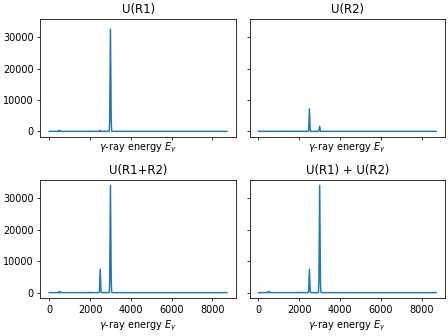 U(R1)
U(R2)
30000
20000
10000
0
γ-ray energy Eγ
γ-ray energy Eγ
U(R1+R2)
U(R1) + U(R2)
30000
20000
10000
0
0 2000 4000 6000 8000
0 2000 4000 6000 8000
γ-ray energy Eγ
γ-ray energy Eγ